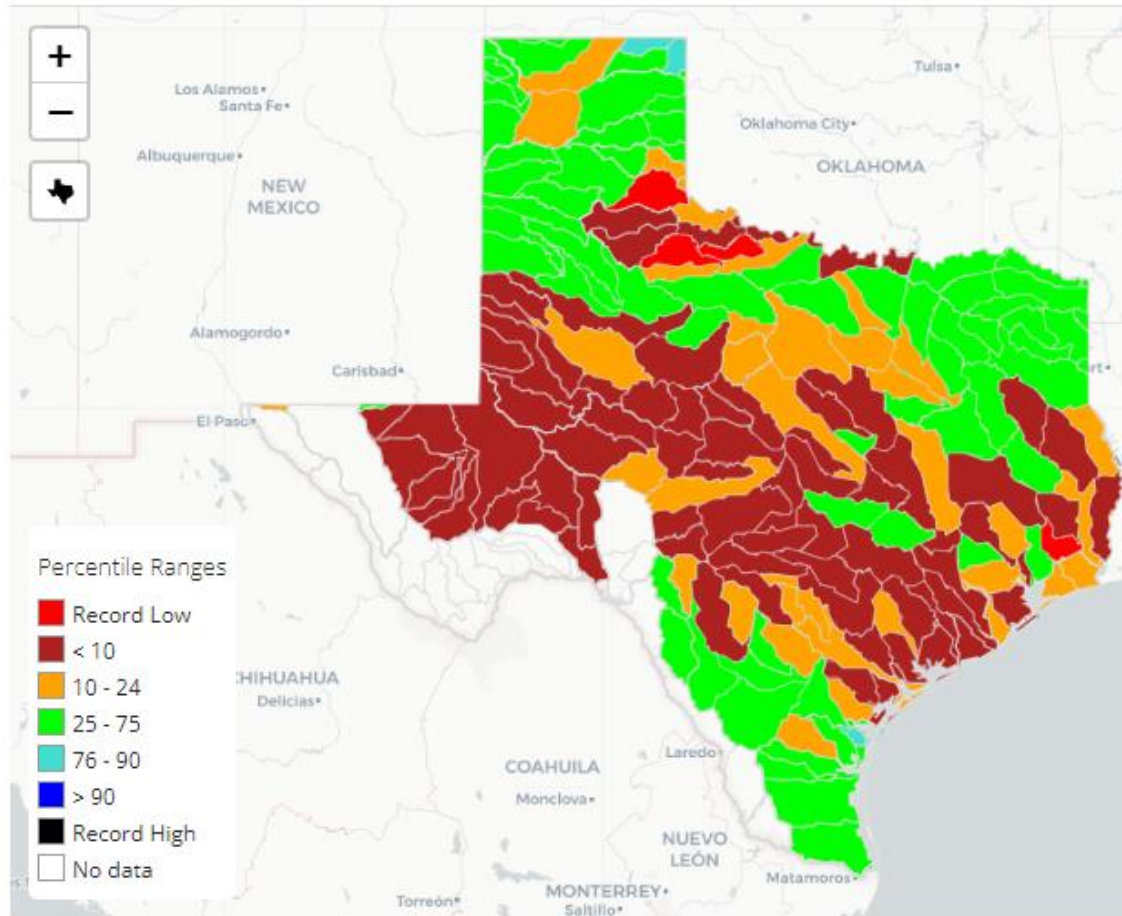 +
−
Tulsa
Los Alamos
Santa Fe
Oklahoma City
Albuquerque
OKLAHOMA
NEW
MEXICO
Alamogordo
Carlsbad
El Paso
Percentile Ranges
Record Low
< 10
10 - 24
25 - 75
76 - 90
> 90
Record High
No data
CHIHUAHUA
Delicias
Laredo
COAHUILA
Monclova
NUEVO
LEÓN
Matamoros
MONTERREY
Torreón
Saltillo